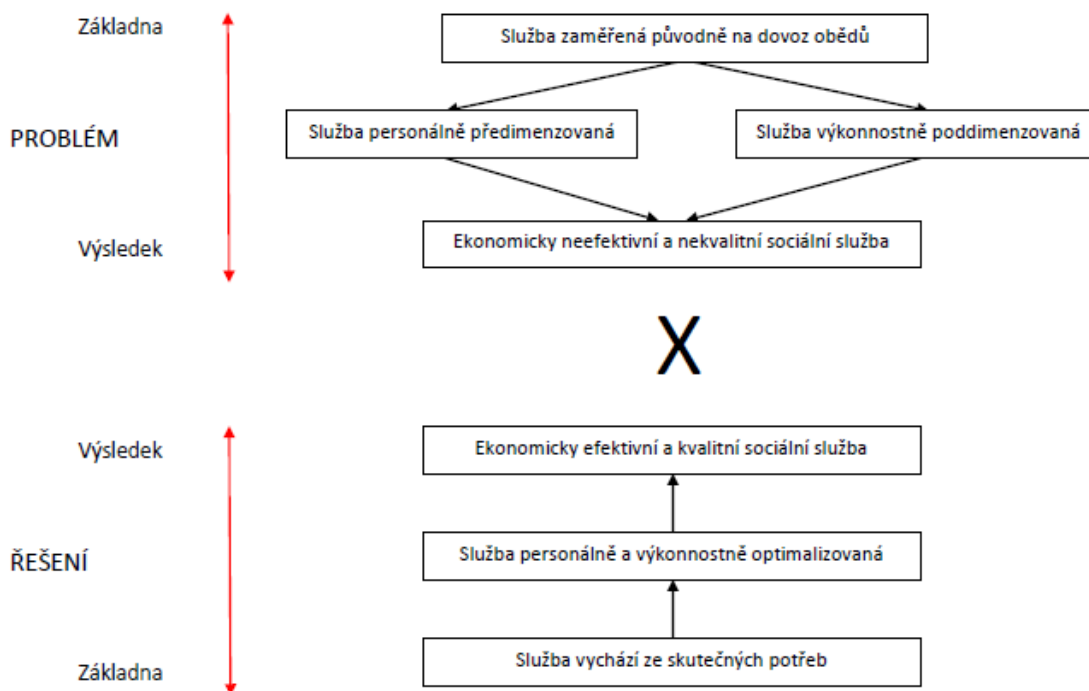 Základna
Služba zaměřená původně na dovoz obědů
PROBLÉM
Služba personálně předimenzovaná
Služba výkonnostně poddimenzovaná
Výsledek
Ekonomicky neefektivní a nekvalitní sociální služba
X
Výsledek
Ekonomicky efektivní a kvalitní sociální služba
ŘEŠENÍ
Služba personálně a výkonnostně optimalizovaná
Základna
Služba vychází ze skutečných potřeb